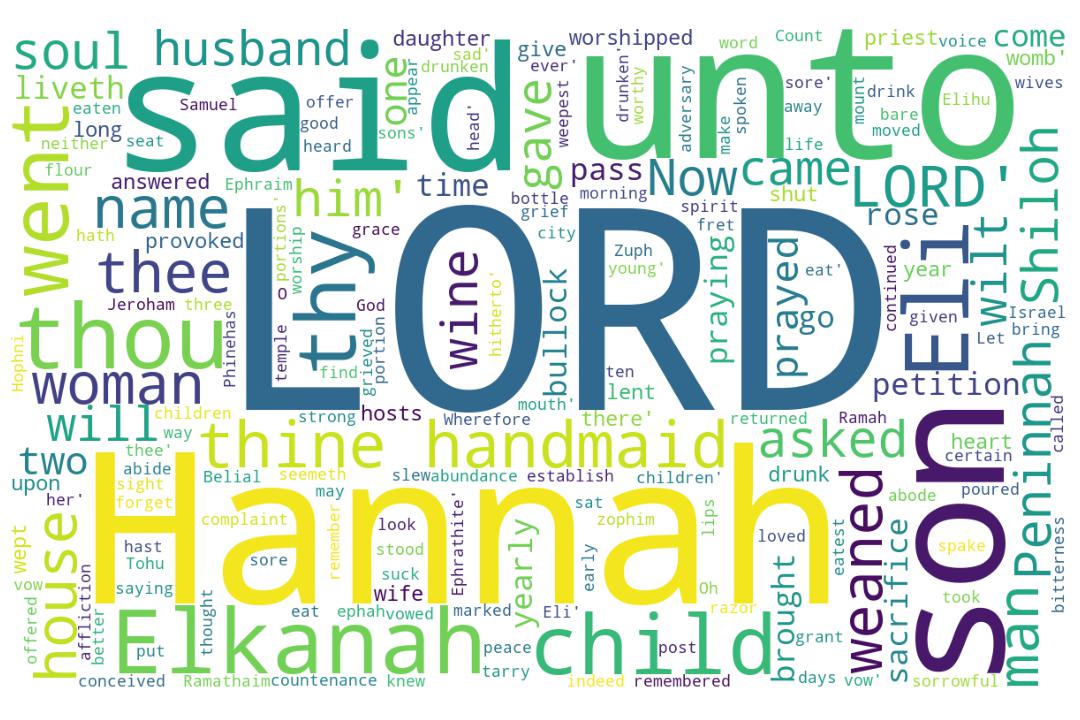 soul
husband
daughter
sad'
drunken
give
ever'
worshipped
word
Count
priest
voice
come
womb'
wives
liveth
eaten
long
neither
flour
seat
Samuel
said
offer
good
heard
one
appear
sons'
head'
gave
weepest
unto
drunken
worthy
adversary
make
spoken
sore'
away
life
mount
drink
bare
moved
Elihu
went
answered
Ephraim
him'
time
bottle
pass
morning
grief
city
Now
spirit
fret
came
shut
LORD'
rose
Shiloh
name
hath
provoked
thee
Jeroham
three
portions'
worship
o
temple
thy
grace
God
find
grieved
portion
LORD
wine
hitherto'
bullock
Zuph
young'
ten
lent
praying
prayed
eat'
go
continued
Eli
year
given
wilt
Let
Israel
bring
thou
Hophni
woman
Phinehas
petition
will
children
way
strong
hosts
mouth'
Wherefore
there'
returned
Ramah
called
thine handmaid
asked
heart
certain
Peninnah
two
upon
her'
thee'
abide
sight
forget
Belial
seemeth
may
slew
abundance
establish
children'
drunk
weaned
son
abode
poured
man
wept
house
Hannah
hast
Tohu
saying
complaint
sore
remember
look
stood
suck
wife
Ephrathite'
yearly
sat
zophim
early
lips
Oh
loved
eatest
brought
sacrifice
spake
took
bitterness
vow
offered
affliction
better
put
thought
Elkanah
eat
ephah
vowed
marked
Eli'
peace
tarry
child
razor
post
grant
days
vow'
sorrowful
conceived
Ramathaim
countenance
knew
indeed
remembered